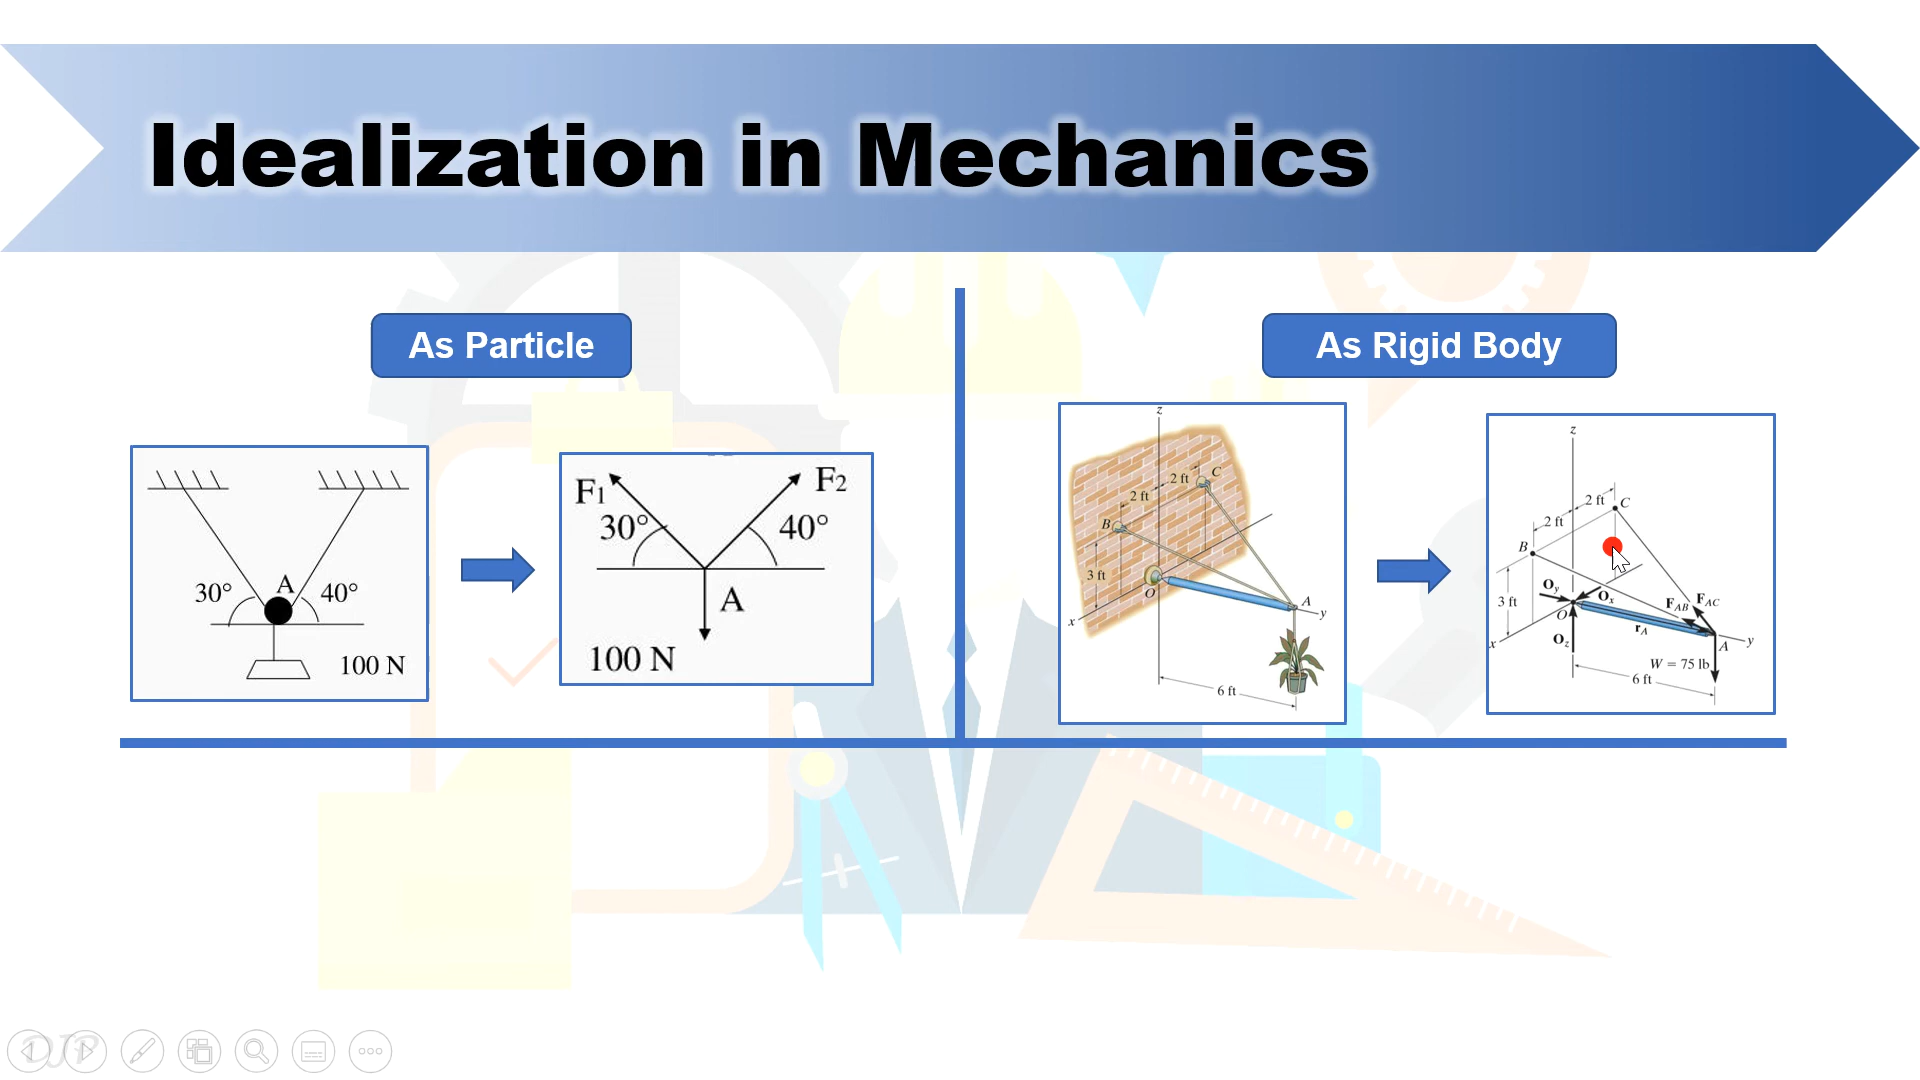 Idealization in Mechanics
As Particle
As Rigid Body
30°
A
40°
100 N
F1
F2
30°
40°
A
100 N
z
2 ft
C
2 ft
B
3 ft
O
A
y
x
6 ft
z
2 ft
C
2 ft
B
Oy
Ox
3 ft
FAB
FAC
O
rA
x
Oz
A
y
W = 75 lb
6 ft
DJP